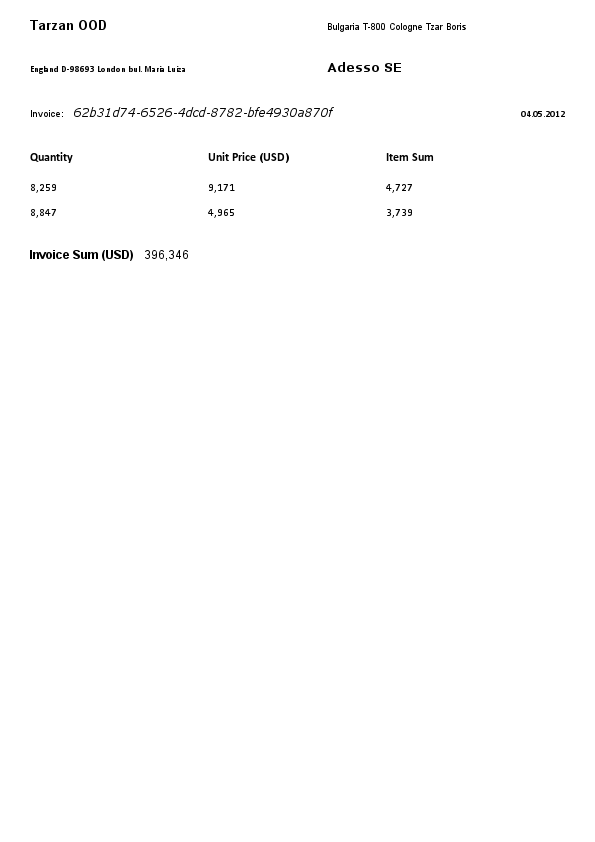 Tarzan OOD
Bulgaria T-800 Cologne Tzar Boris
England D-98693 London bul. Maria Luiza
Adesso SE
Invoice: 62b31d74-6526-4dcd-8782-bfe4930a870f 04.05.2012
Quantity Unit Price (USD) Item Sum
8,259 9,171 4,727
8,847 4,965 3,739
Invoice Sum (USD) 396,346